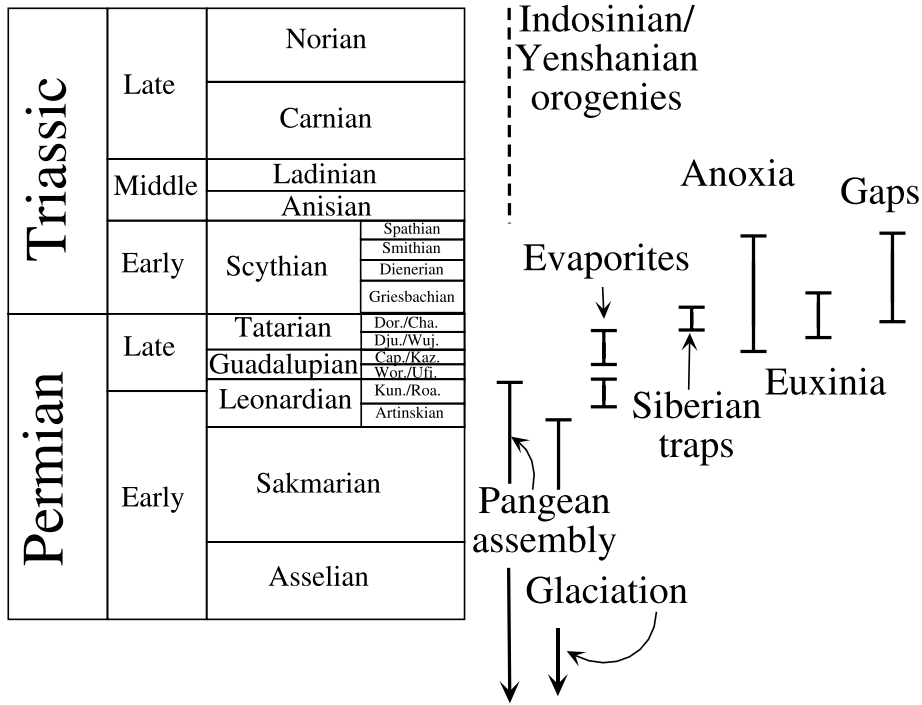 Triassic
Late
Norian
Carnian
Middle
Ladinian
Anisian
Early
Scythian
Spathian
Smithian
Dienerian
Griesbachian
Permian
Late
Tatarian
Dor./Cha.
Dju./Wuj.
Guadalupian
Cap./Kaz.
Wor./Ufi.
Early
Leonardian
Kun./Roa.
Artinskian
Sakmarian
Asselian
Indosinian/
Yenshanian
orogenies
Anoxia
Gaps
Evaporites
Euxinia
Siberian
traps
Pangean
assembly
Glaciation